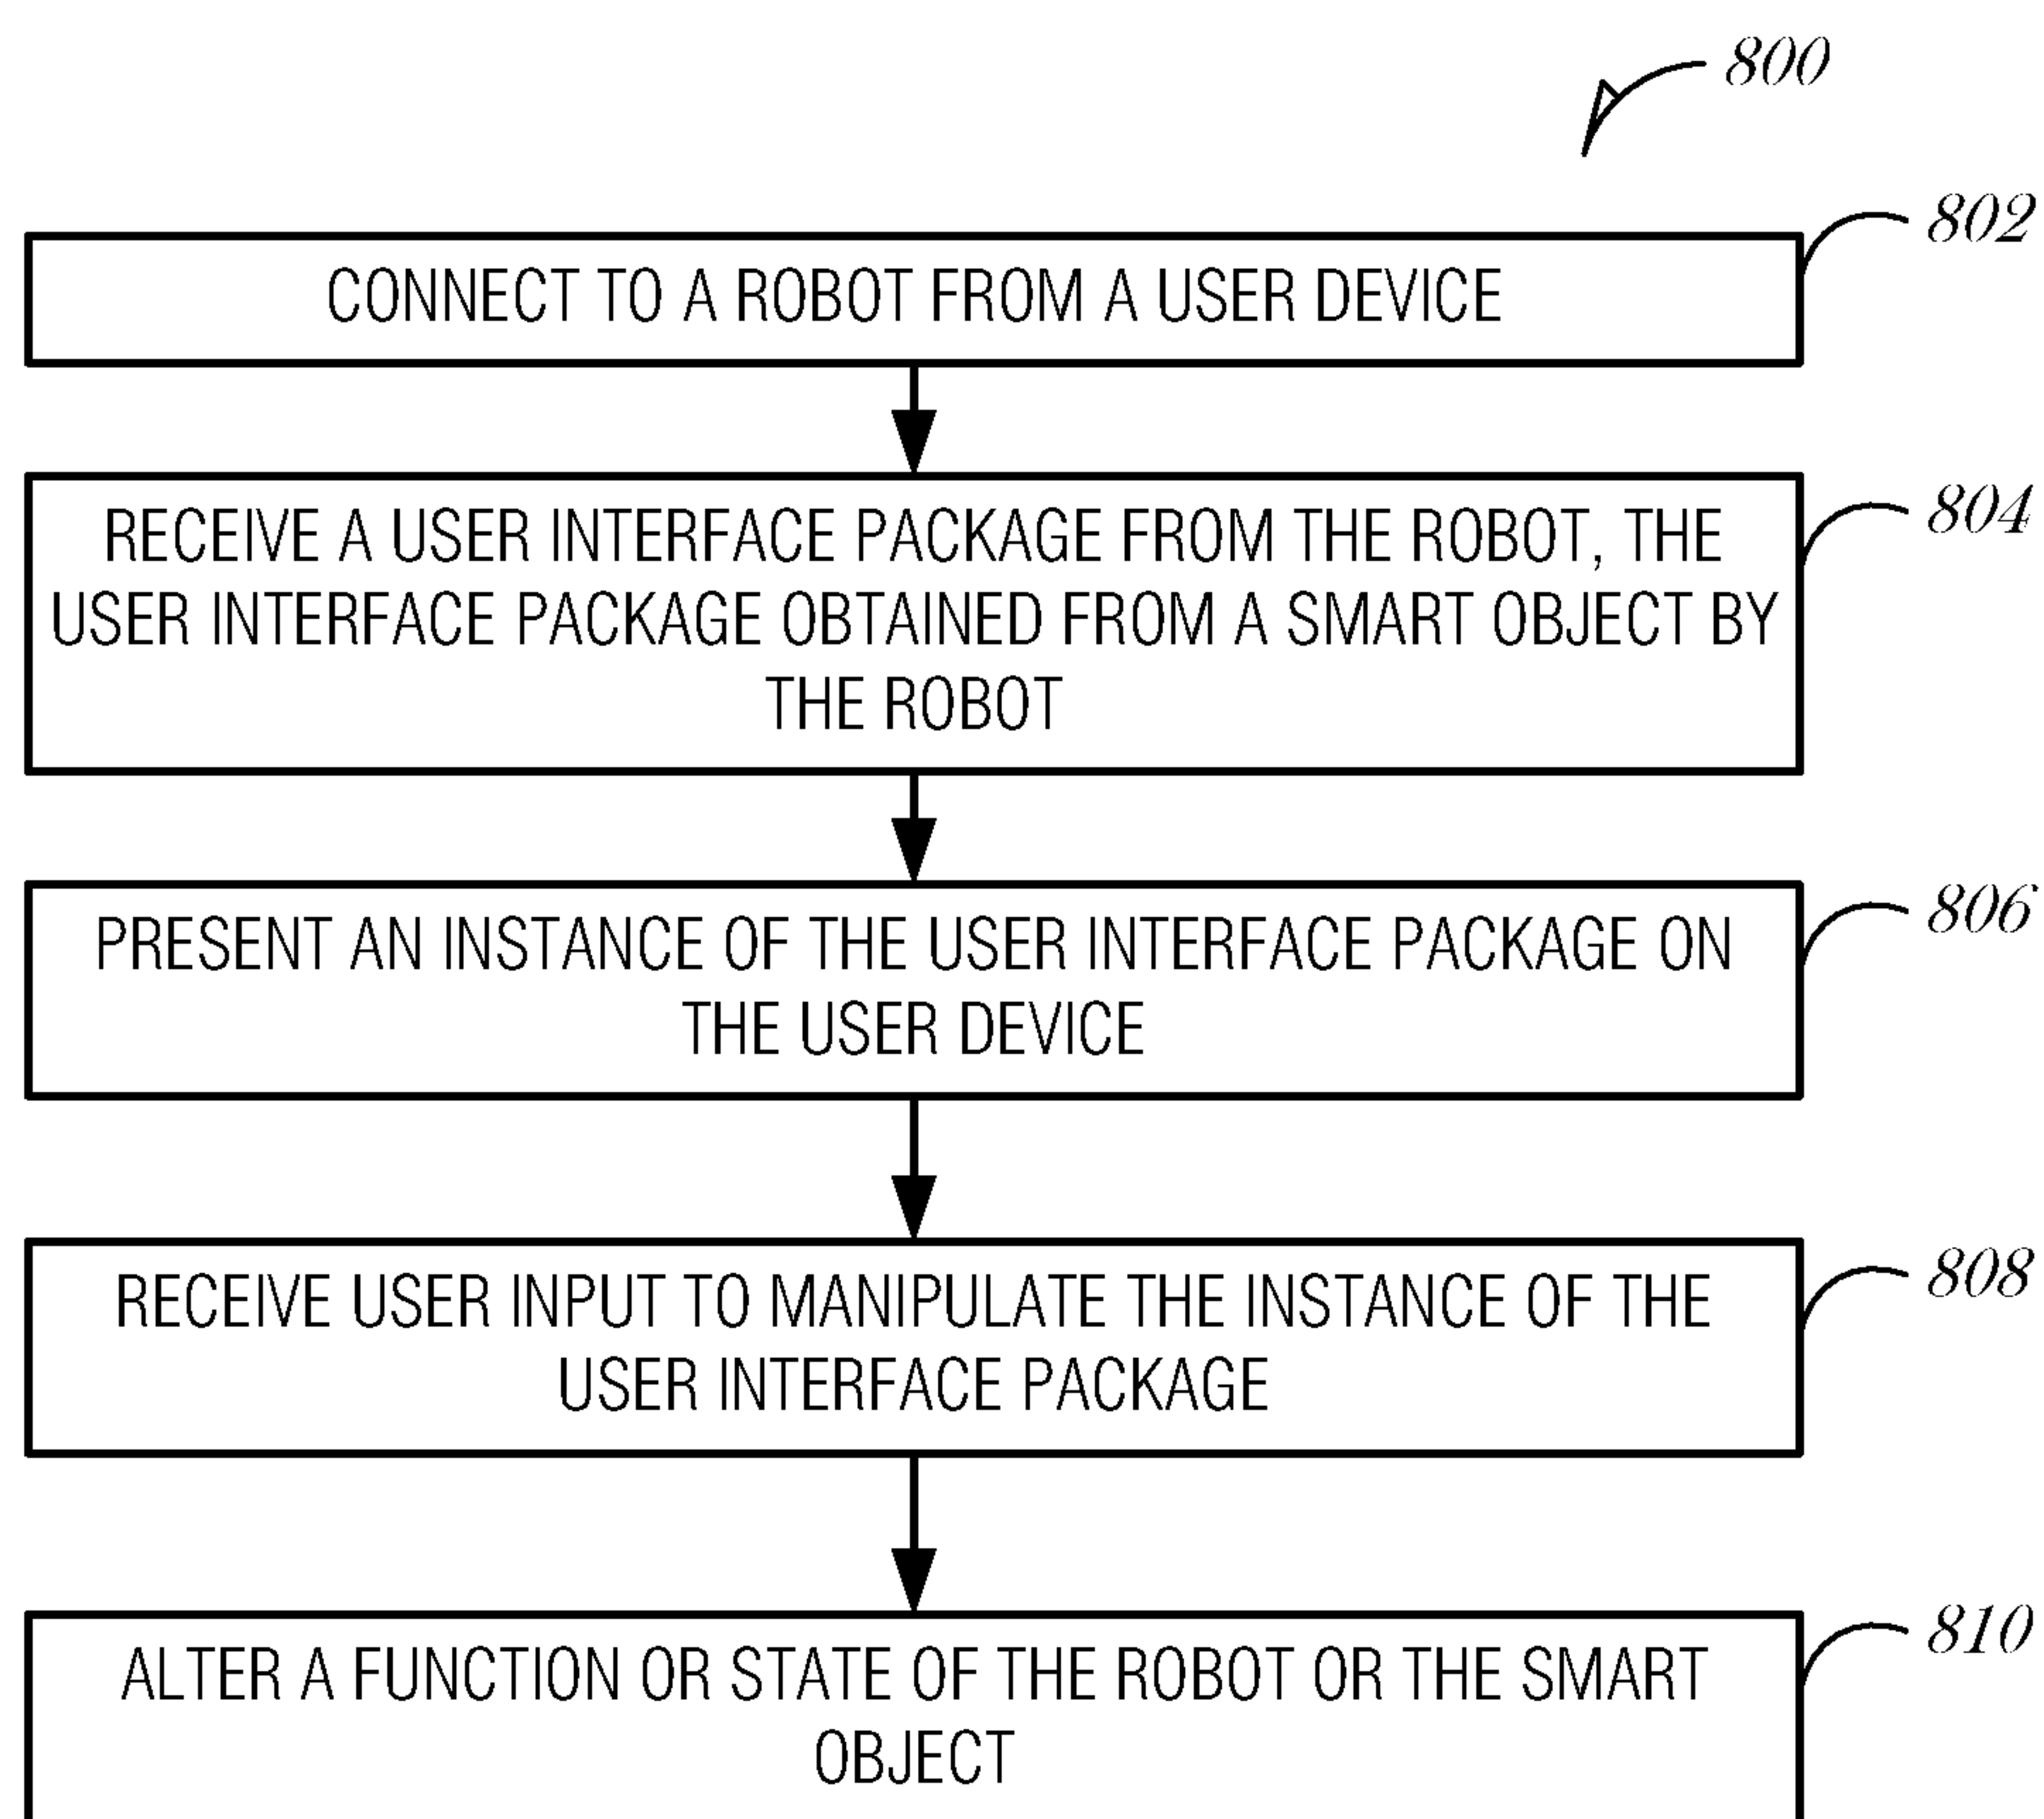 800
802
CONNECT TO A ROBOT FROM A USER DEVICE
804
RECEIVE A USER INTERFACE PACKAGE FROM THE ROBOT, THE
USER INTERFACE PACKAGE OBTAINED FROM A SMART OBJECT BY
THE ROBOT
806
PRESENT AN INSTANCE OF THE USER INTERFACE PACKAGE ON
THE USER DEVICE
808
RECEIVE USER INPUT TO MANIPULATE THE INSTANCE OF THE
USER INTERFACE PACKAGE
810
ALTER A FUNCTION OR STATE OF THE ROBOT OR THE SMART
OBJECT